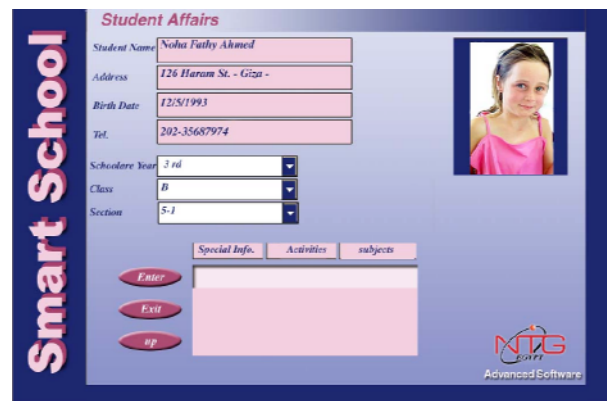 Student Affairs
Smart School
Student Name Noha Fathy Ahmed
Address 126 Haram St. - Giza -
Birth Date 12/5/1993
Tel. 202-35687974
Schoolere Year 3 rd
Class B
Section 5-1
Special Info. Activities subjects
Enter
Exit
up
NTG
EGYPT
Advanced Software